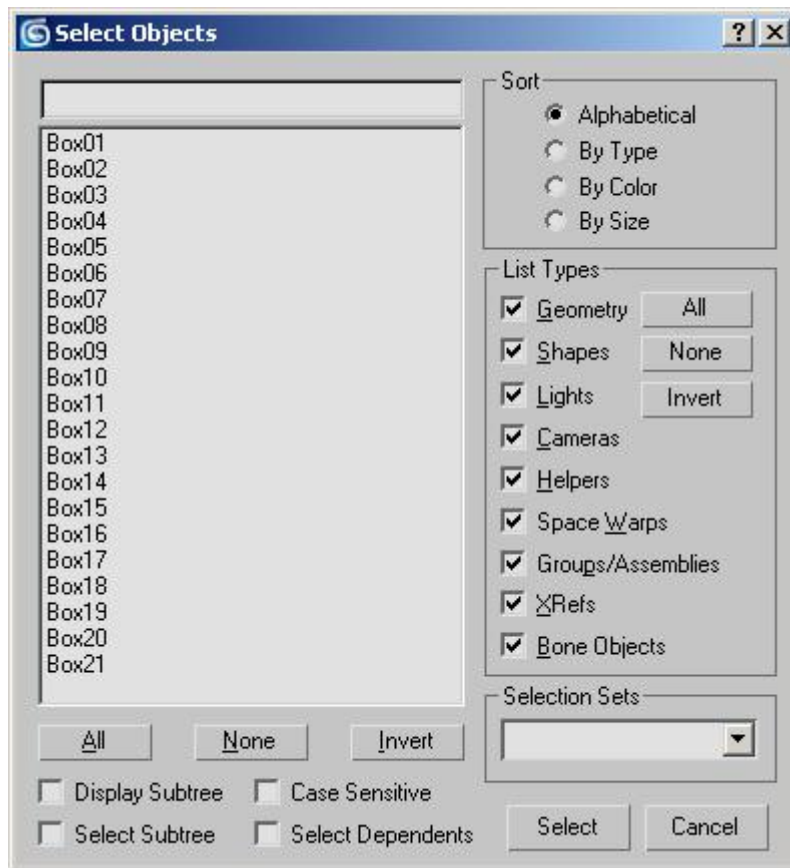 Select Objects
Box01
Box02
Box03
Box04
Box05
Box06
Box07
Box08
Box09
Box10
Box11
Box12
Box13
Box14
Box15
Box16
Box17
Box18
Box19
Box20
Box21
All
None
Invert
Display Subtree
Case Sensitive
Select Subtree
Select Dependents
Sort
Alphabetical
By Type
By Color
By Size
List Types
Geometry
All
Shapes
None
Lights
Invert
Cameras
Helpers
Space Warps
Groups/Assemblies
XRefs
Bone Objects
Selection Sets
Select
Cancel